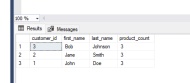 100 %
Results Messages
customer_id first_name last_name product_count
1 3 Bob Johnson 3
2 2 Jane Smith 3
3 1 John Doe 3